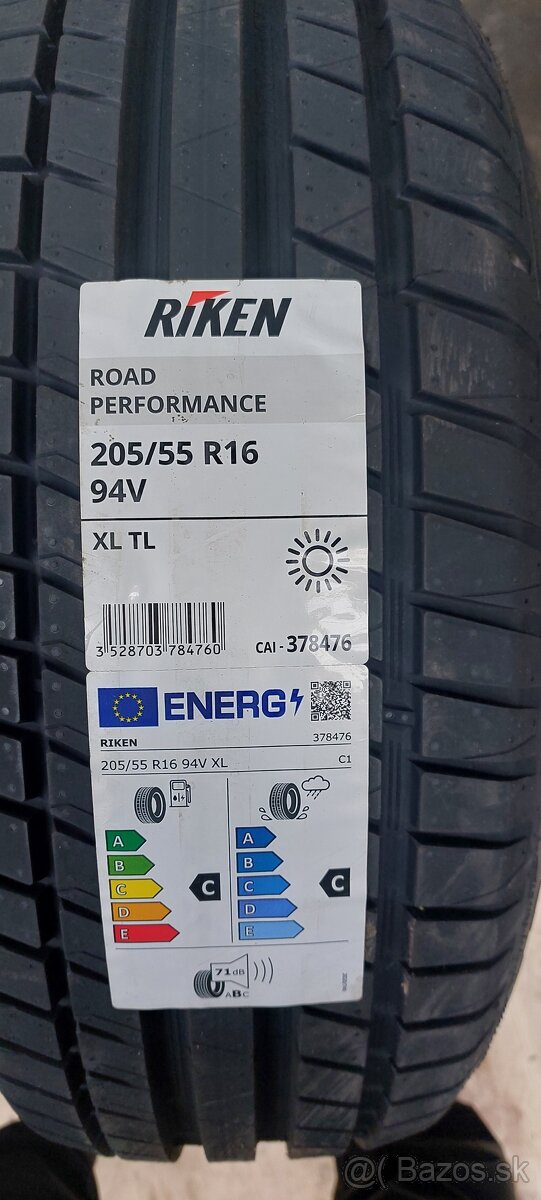 RIKEN
ROAD
PERFORMANCE
205/55 R16
94V
XL TL
3 528703 784760
CAI - 378476
ENERG
RIKEN 378476
205/55 R16 94V XL C1
A A
B B
C C C C
D D
E E
71dB
ABC
@( Bazos.sk